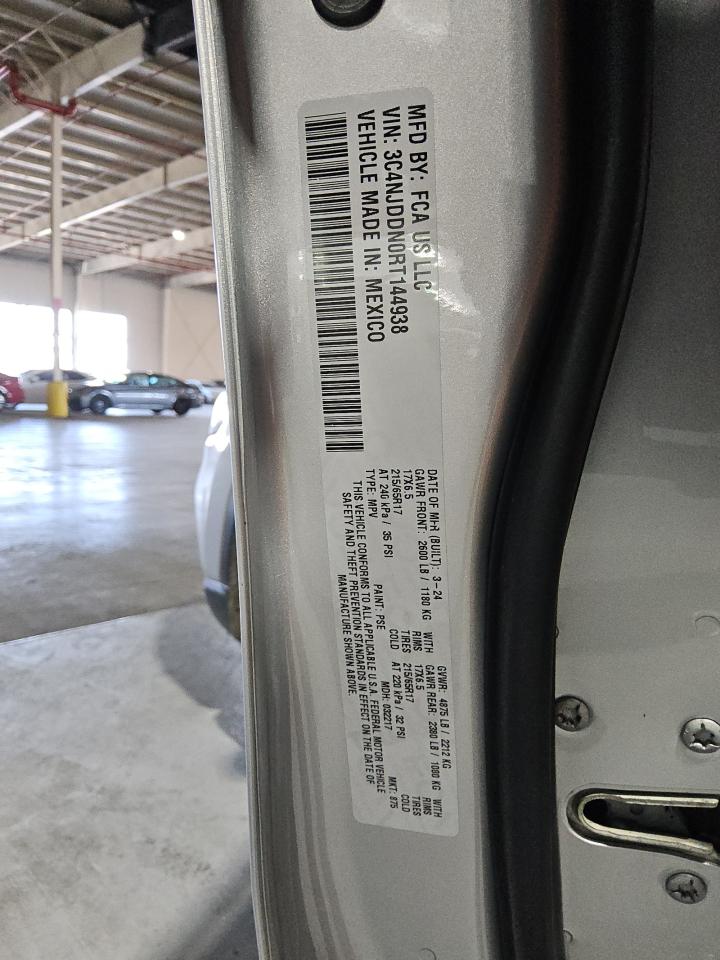 MFD BY: FCA US LLC
VIN: 3C4NJDDN0RT144938
VEHICLE MADE IN: MEXICO
DATE OF MFR (BUILT): 3-24 GVWR: 4875 LB / 2212 KG
GAWR FRONT: 2600 LB / 1180 KG WITH GAWR REAR: 2380 LB / 1080 KG WITH
17X6.5 RIMS 17X6.5 RIMS
215/65R17 TIRES 215/65R17 TIRES
AT 240 kPa / 35 PSI COLD AT 220 kPa / 32 PSI COLD
TYPE: MPV PAINT: PSE MDH: 032217 MKT: 875
THIS VEHICLE CONFORMS TO ALL APPLICABLE U.S.A. FEDERAL MOTOR VEHICLE
SAFETY AND THEFT PREVENTION STANDARDS IN EFFECT ON THE DATE OF
MANUFACTURE SHOWN ABOVE.